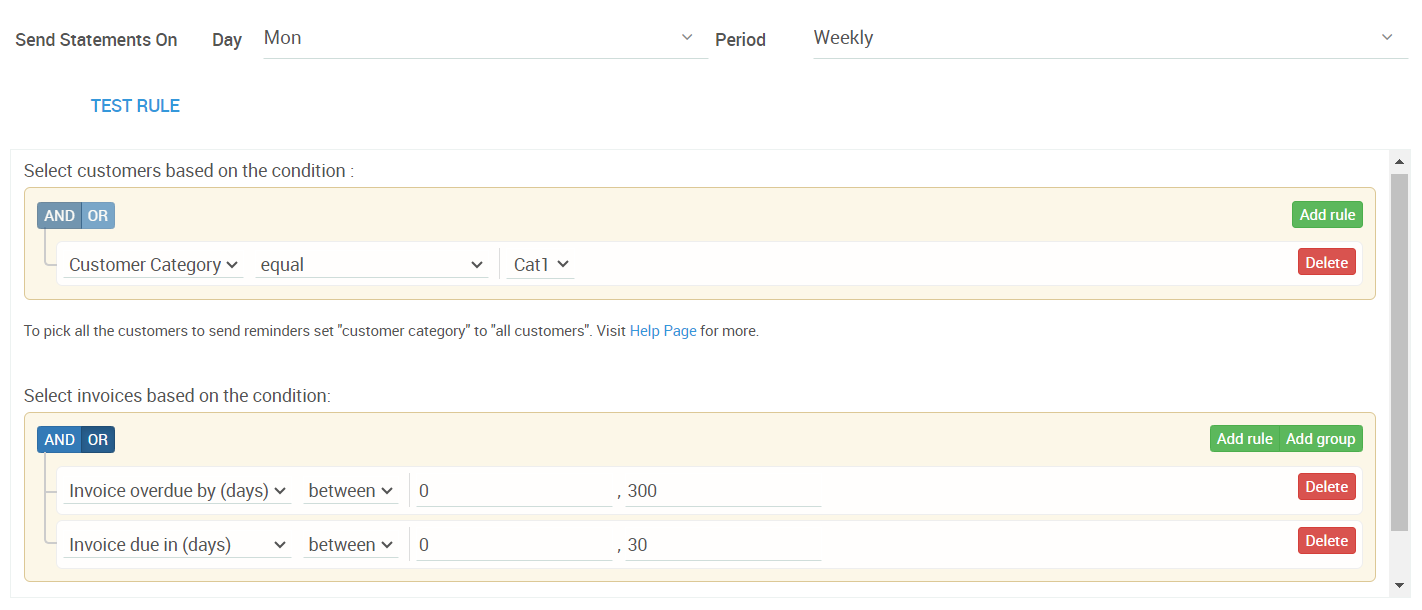 Send Statements On Day Mon Period Weekly
TEST RULE
Select customers based on the condition :
AND OR Add rule
Customer Category equal Cat1 Delete
To pick all the customers to send reminders set "customer category" to "all customers". Visit Help Page for more.
Select invoices based on the condition:
AND OR Add rule Add group
Invoice overdue by (days) between 0 , 300 Delete
Invoice due in (days) between 0 , 30 Delete